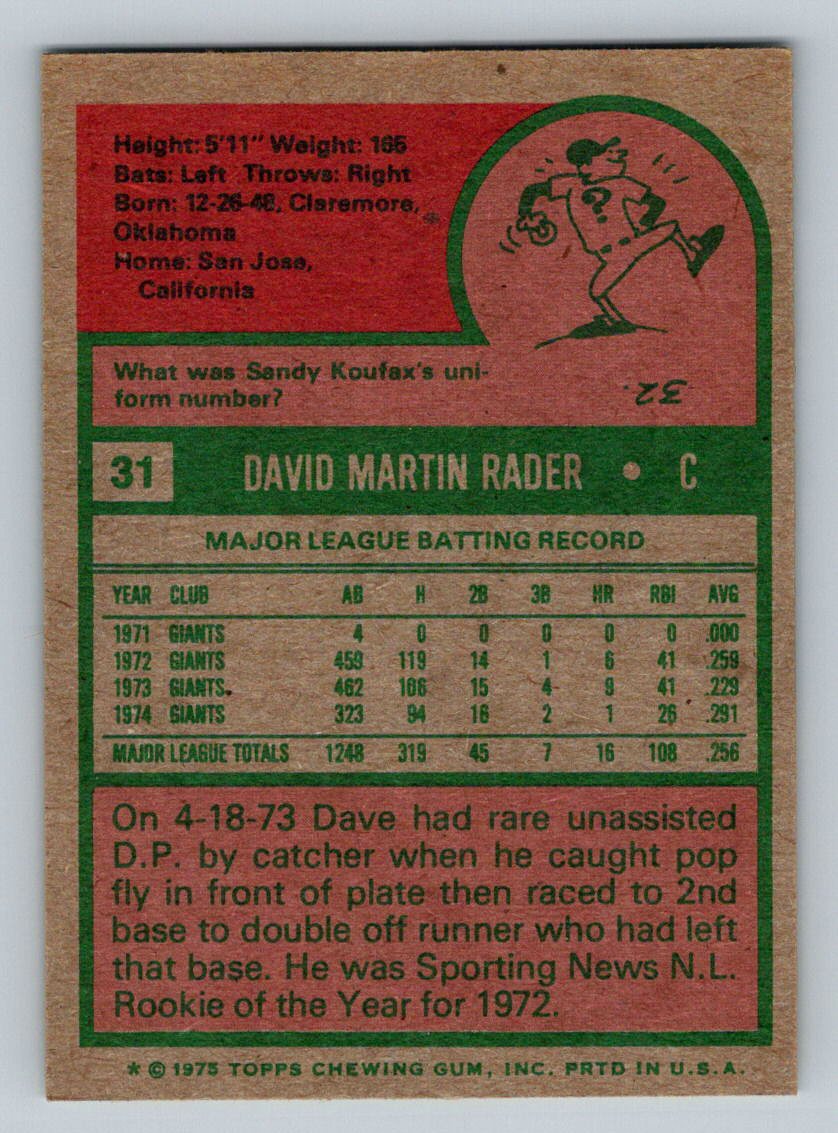 Height: 5'11" Weight: 165
Bats: Left Throws: Right
Born: 12-26-48, Claremore,
Oklahoma
Home: San Jose,
California
?
What was Sandy Koufax's uni-
form number?
32.
31 DAVID MARTIN RADER • C
MAJOR LEAGUE BATTING RECORD
YEAR CLUB AB H 2B 3B HR RBI AVG
1971 GIANTS 4 0 0 0 0 0 .000
1972 GIANTS 459 119 14 1 6 41 .259
1973 GIANTS 462 106 15 4 9 41 .229
1974 GIANTS 323 94 16 2 1 26 .291
MAJOR LEAGUE TOTALS 1248 319 45 7 16 108 .256
On 4-18-73 Dave had rare unassisted
D.P. by catcher when he caught pop
fly in front of plate then raced to 2nd
base to double off runner who had left
that base. He was Sporting News N.L.
Rookie of the Year for 1972.
* © 1975 TOPPS CHEWING GUM, INC. PRTD IN U.S.A.